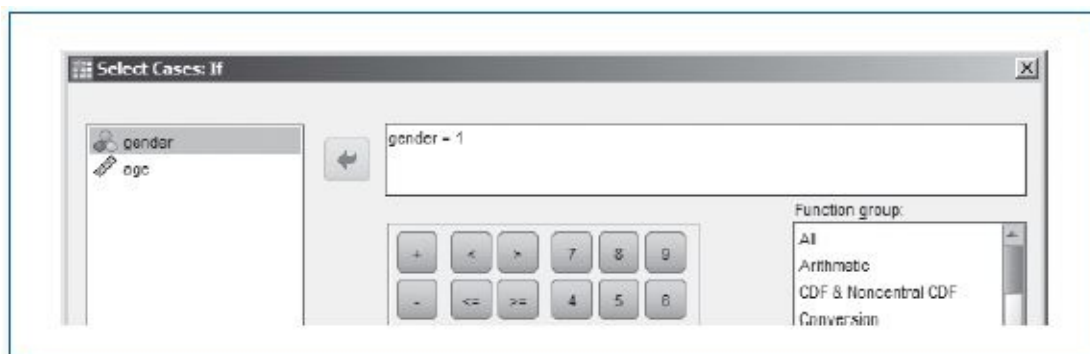 Select Cases: If
gender
age
gender = 1
Function group:
All
Arithmetic
CDF & Noncentral CDF
Conversion
+ < > 7 8 9
- <= >= 4 5 6